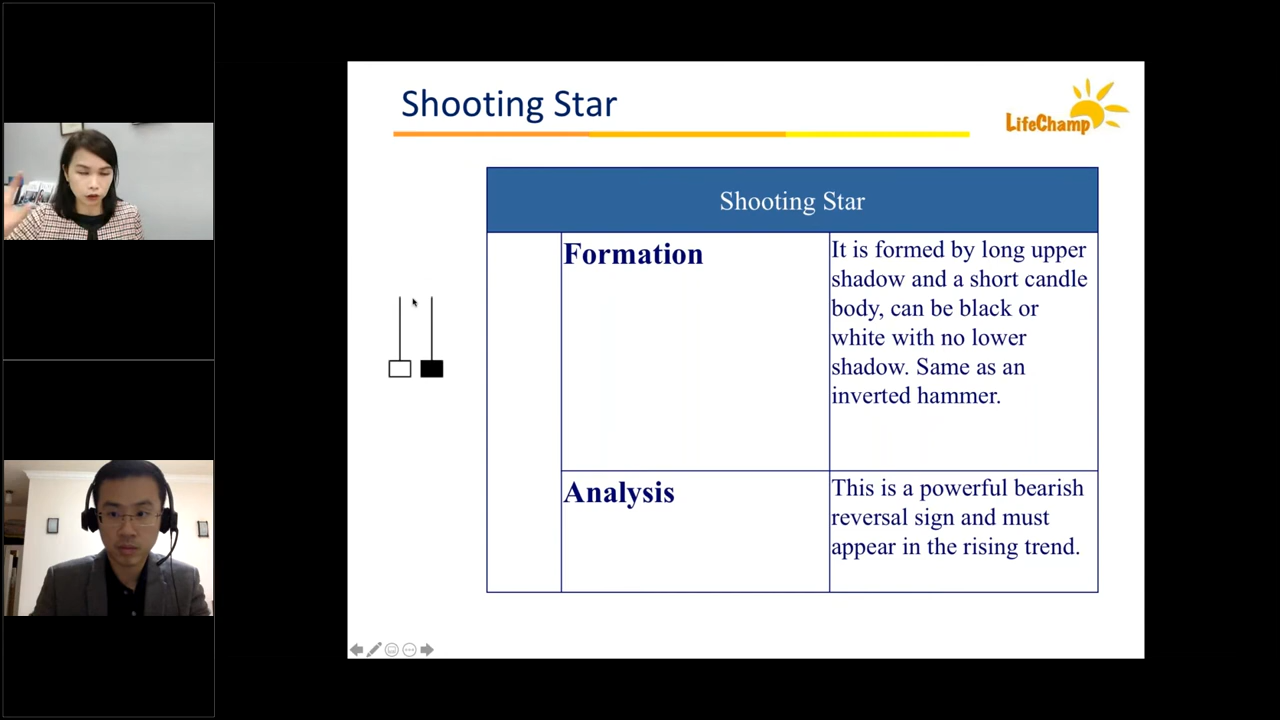 Shooting Star
LifeChamp
Shooting Star
Formation
It is formed by long upper
shadow and a short candle
body, can be black or
white with no lower
shadow. Same as an
inverted hammer.
Analysis
This is a powerful bearish
reversal sign and must
appear in the rising trend.